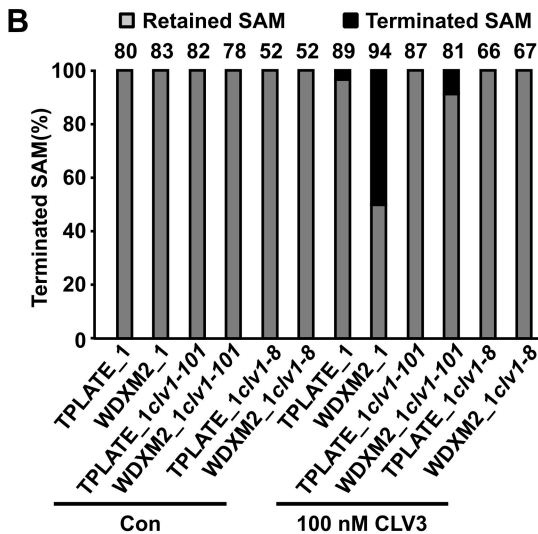 B
Retained SAM Terminated SAM
80 83 82 78 52 52 89 94 87 81 66 67
Terminated SAM(%)
100
80
60
40
20
0
TPLATE_1
WDXM2_1
TPLATE_1clv1-101
WDXM2_1clv1-101
TPLATE_1clv1-8
WDXM2_1clv1-8
TPLATE_1
WDXM2_1
TPLATE_1clv1-101
WDXM2_1clv1-101
TPLATE_1clv1-8
WDXM2_1clv1-8
Con 100 nM CLV3